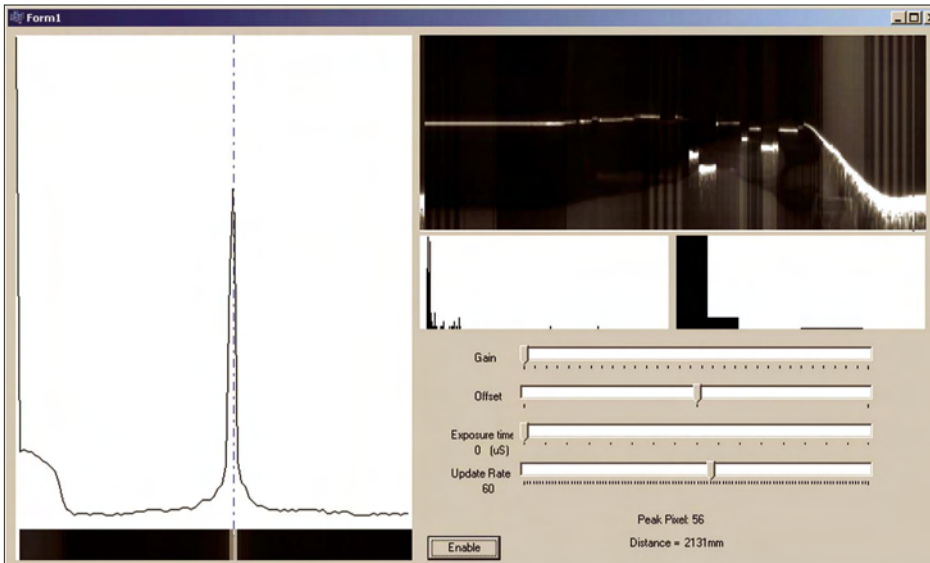 Form1
Gain
Offset
Exposure time
0 (uS)
Update Rate
60
Peak Pixel: 56
Distance = 2131mm
Enable